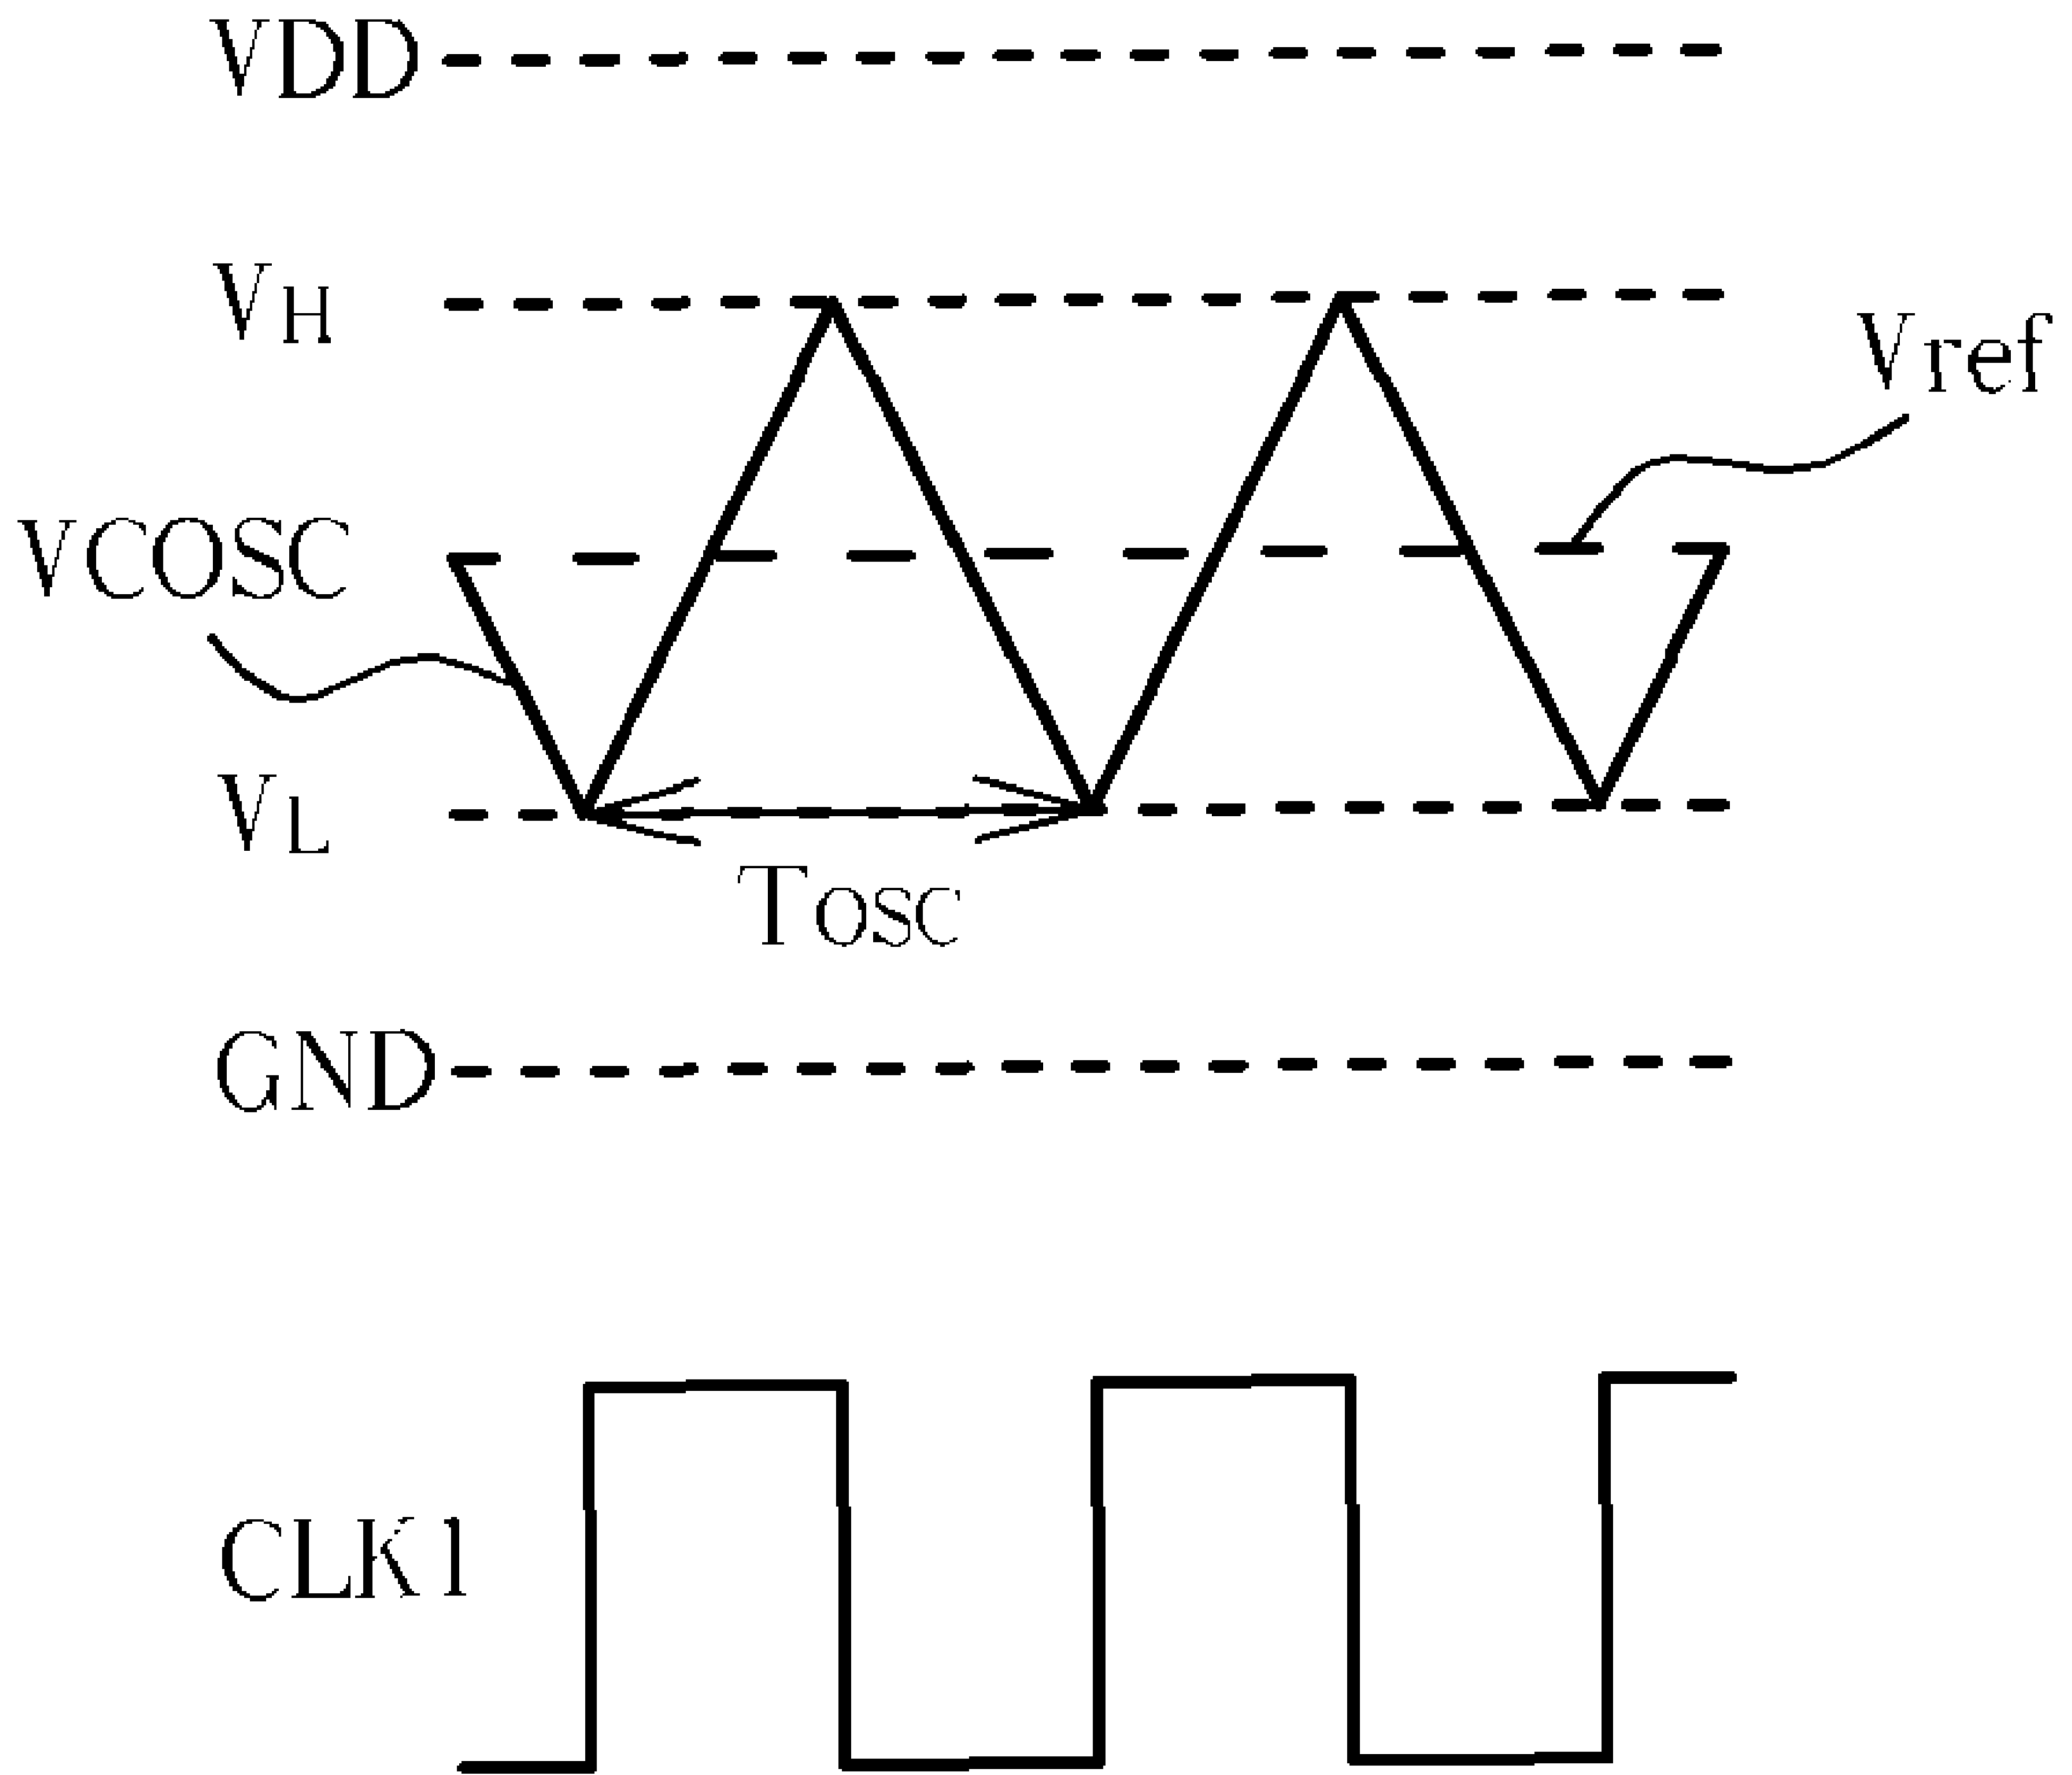 VDD
VH
Vref
VCOSC
VL
TOSC
GND
CLK1